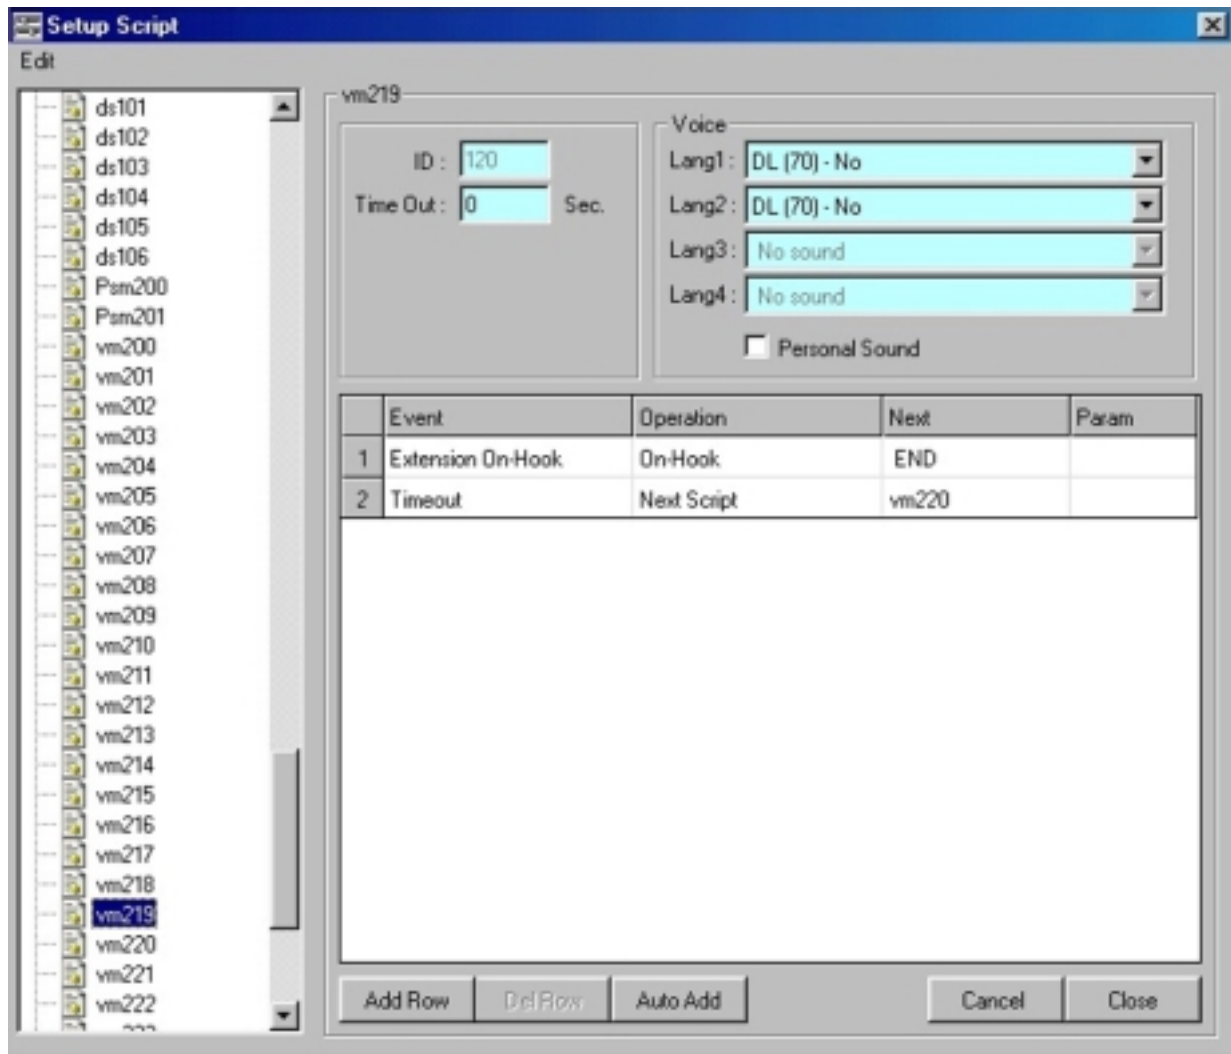 Setup Script
Edit
ds101
ds102
ds103
ds104
ds105
ds106
Psm200
Psm201
vm200
vm201
vm202
vm203
vm204
vm205
vm206
vm207
vm208
vm209
vm210
vm211
vm212
vm213
vm214
vm215
vm216
vm217
vm218
vm219
vm220
vm221
vm222
vm219
ID : 120
Time Out : 0 Sec.
Voice
Lang1 : DL (70) - No
Lang2 : DL (70) - No
Lang3 : No sound
Lang4 : No sound
Personal Sound
Event Operation Next Param
1 Extension On-Hook On-Hook END
2 Timeout Next Script vm220
Add Row Del Row Auto Add Cancel Close